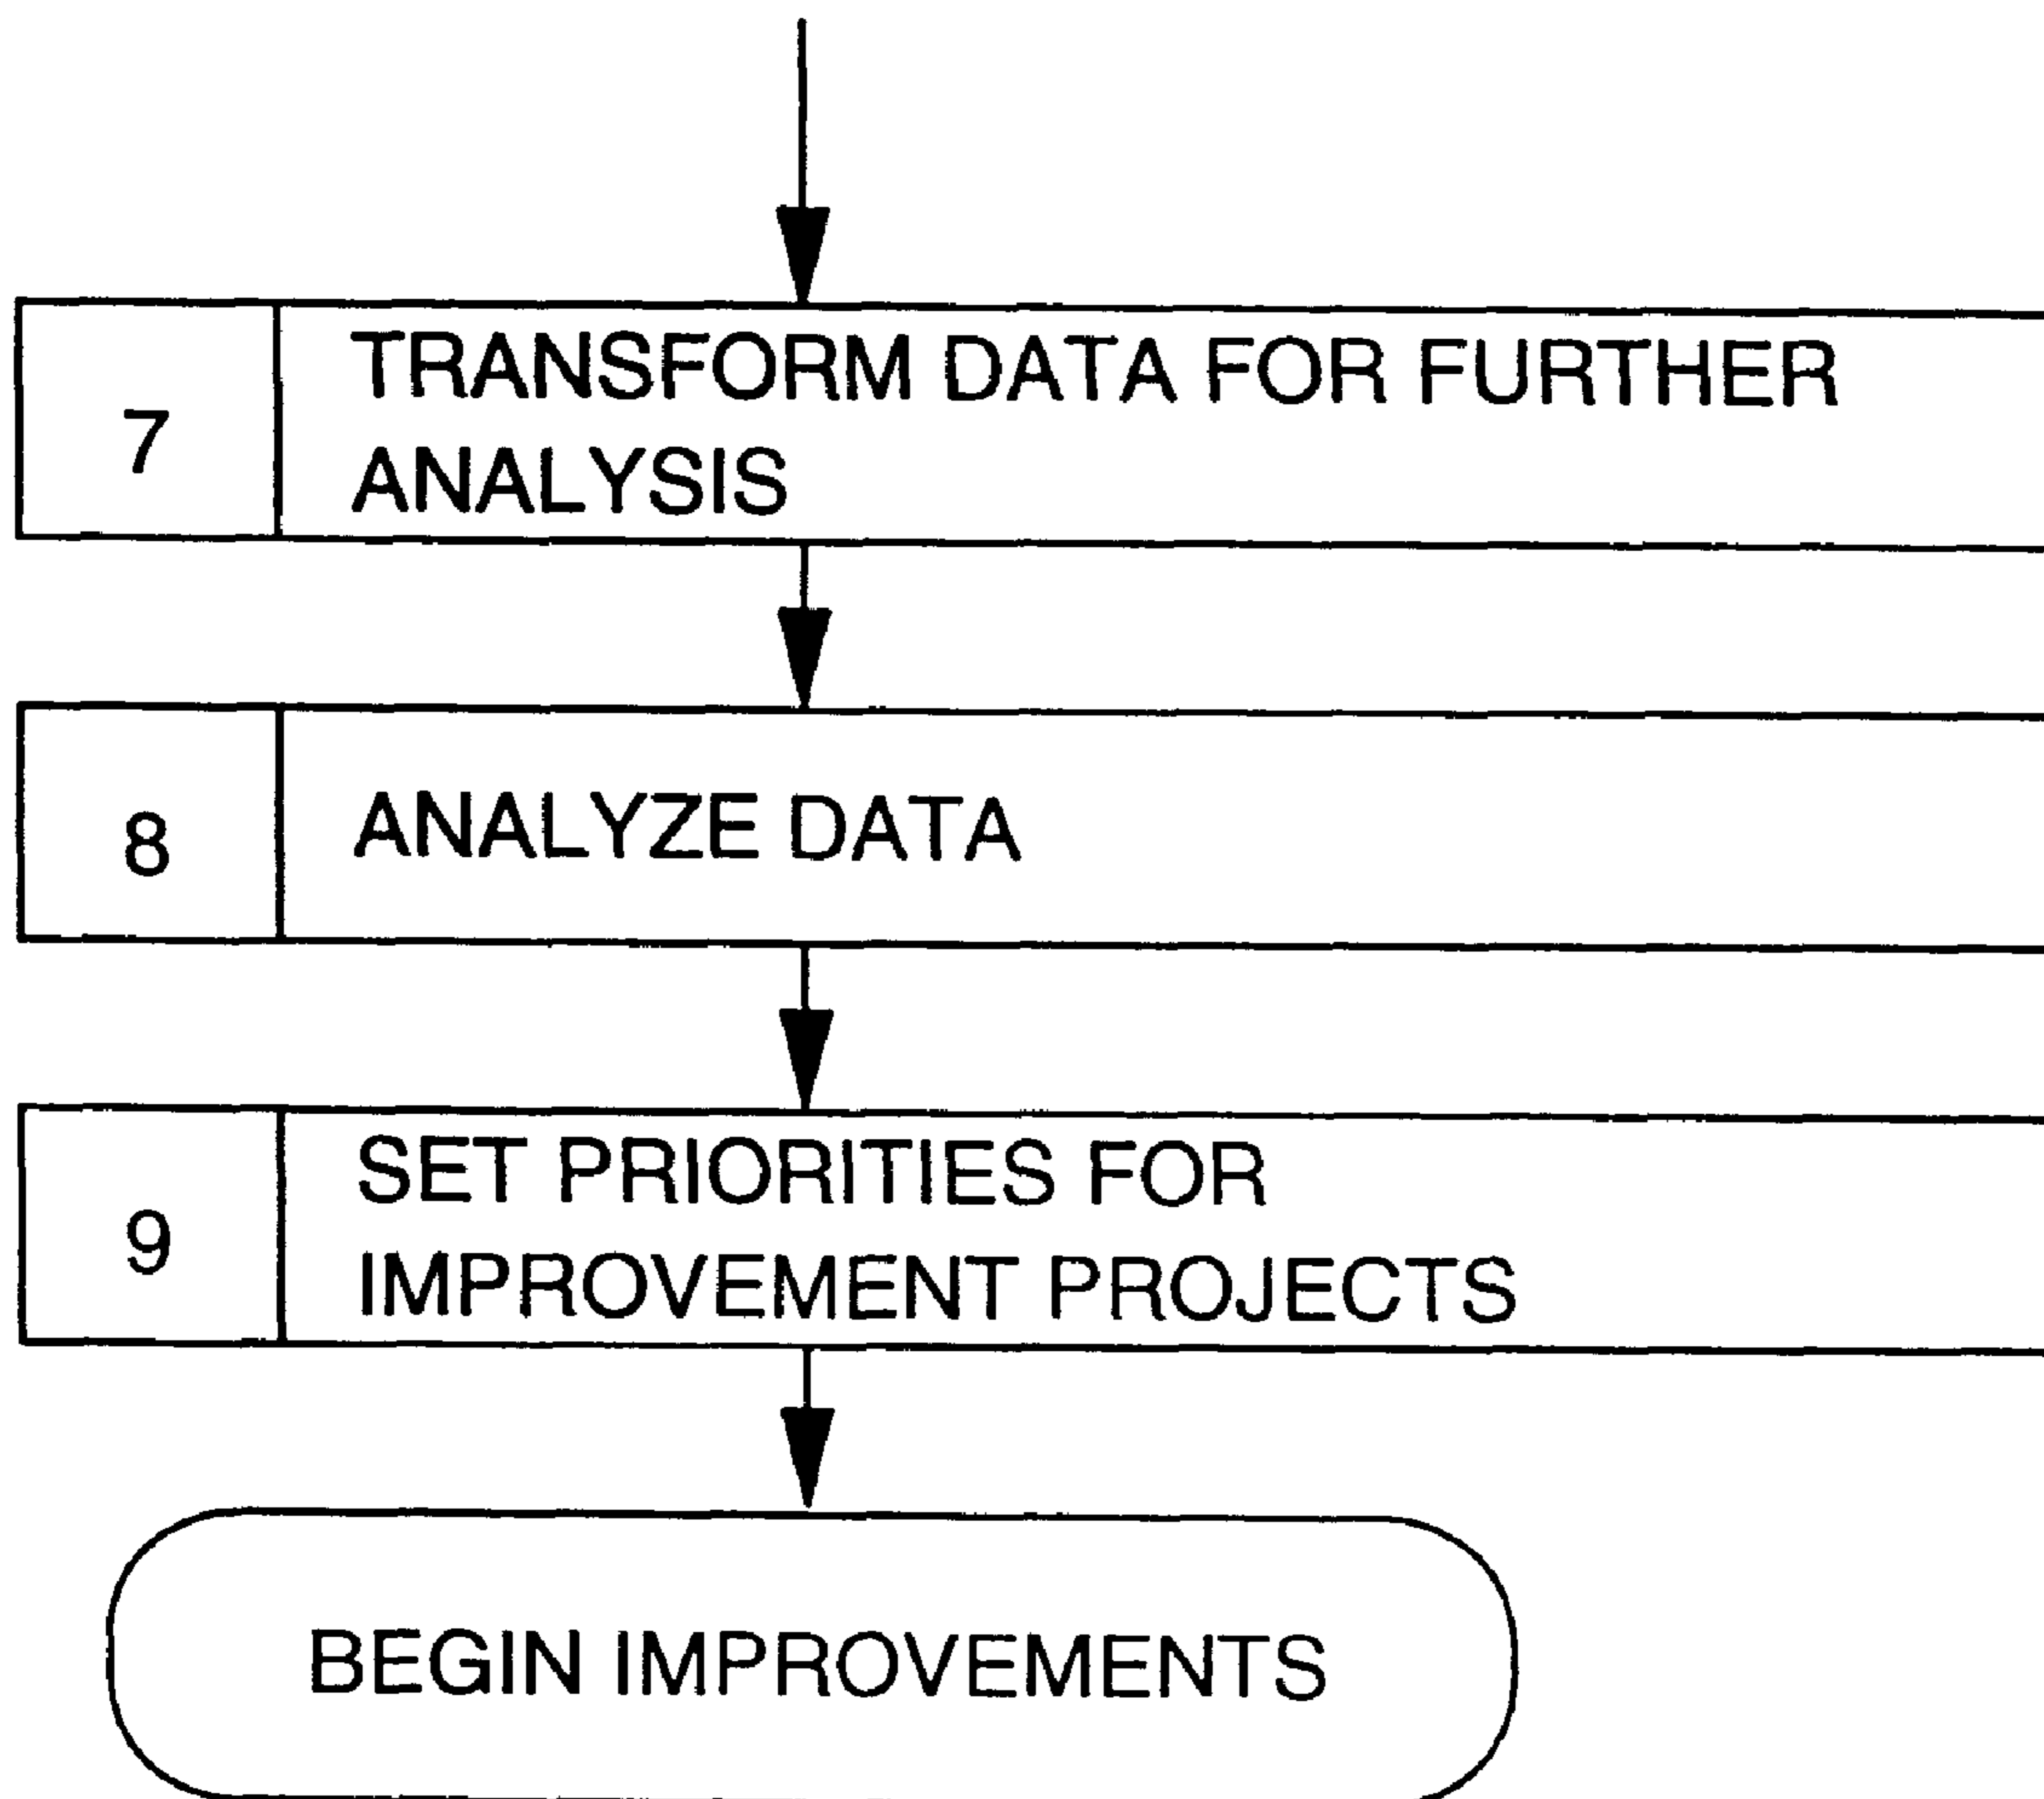 7
TRANSFORM DATA FOR FURTHER
ANALYSIS
8
ANALYZE DATA
9
SET PRIORITIES FOR
IMPROVEMENT PROJECTS
BEGIN IMPROVEMENTS